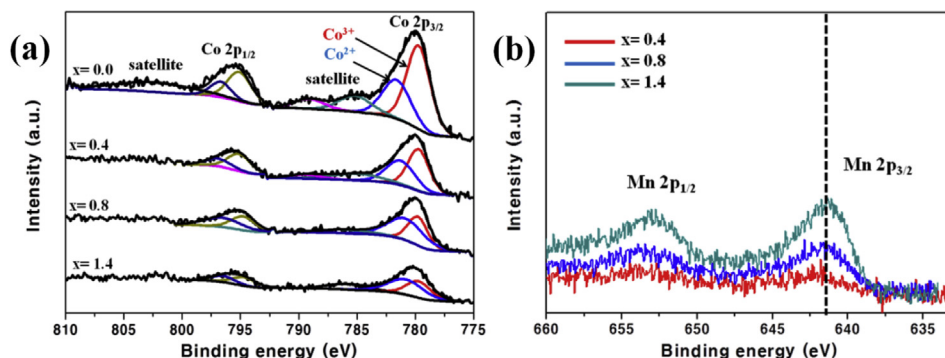 (a)
Co 2p3/2
Co³⁺
Co 2p1/2
Co²⁺
x= 0.0
satellite
satellite
x= 0.4
x= 0.8
x= 1.4
Intensity (a.u.)
810 805 800 795 790 785 780 775
Binding energy (eV)
(b)
x= 0.4
x= 0.8
x= 1.4
Mn 2p1/2
Mn 2p3/2
Intensity (a.u.)
660 655 650 645 640 635
Binding energy (eV)